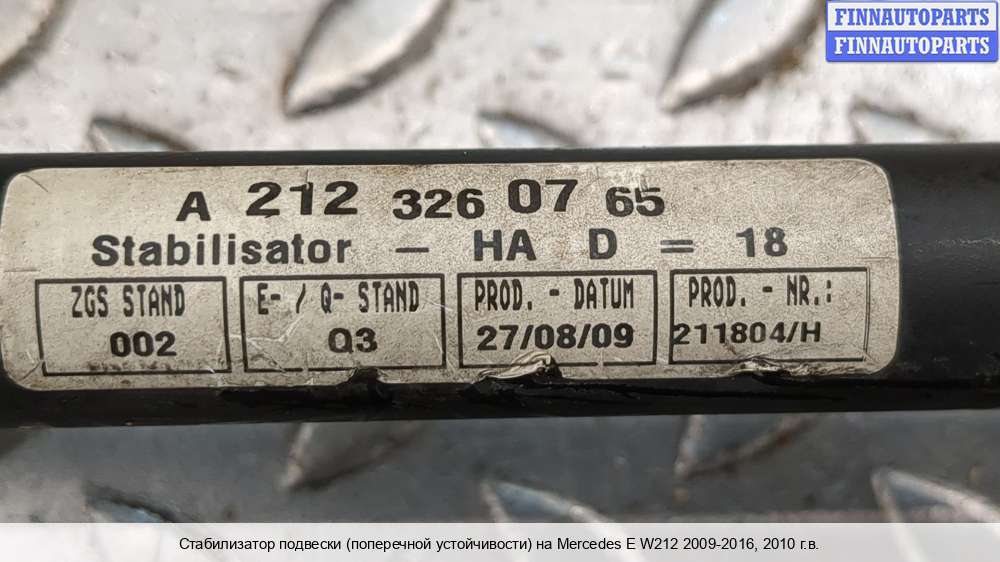 FINNAUTOPARTS
FINNAUTOPARTS
A 212 326 07 65
Stabilisator – HA D = 18
ZGS STAND E- / Q- STAND PROD. - DATUM PROD. - NR.:
002 Q3 27/08/09 211804/H
Стабилизатор подвески (поперечной устойчивости) на Mercedes E W212 2009-2016, 2010 г.в.